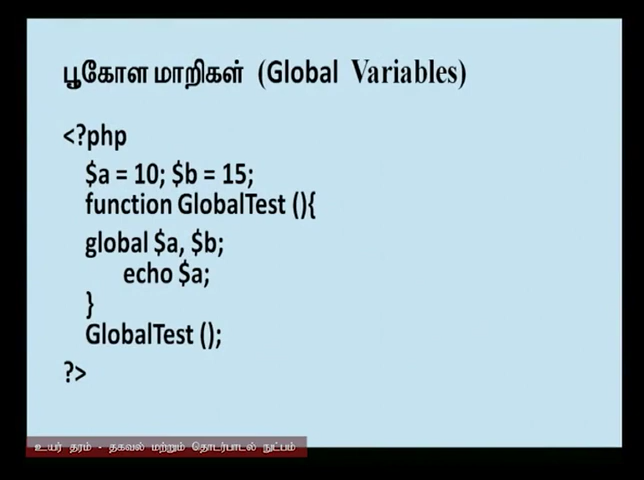 பூகோள மாறிகள் (Global Variables)
<?php
$a = 10; $b = 15;
function GlobalTest (){
global $a, $b;
echo $a;
}
GlobalTest ();
?>
உயர் தரம் - தகவல் மற்றும் தொடர்பாடல் நுட்பம்